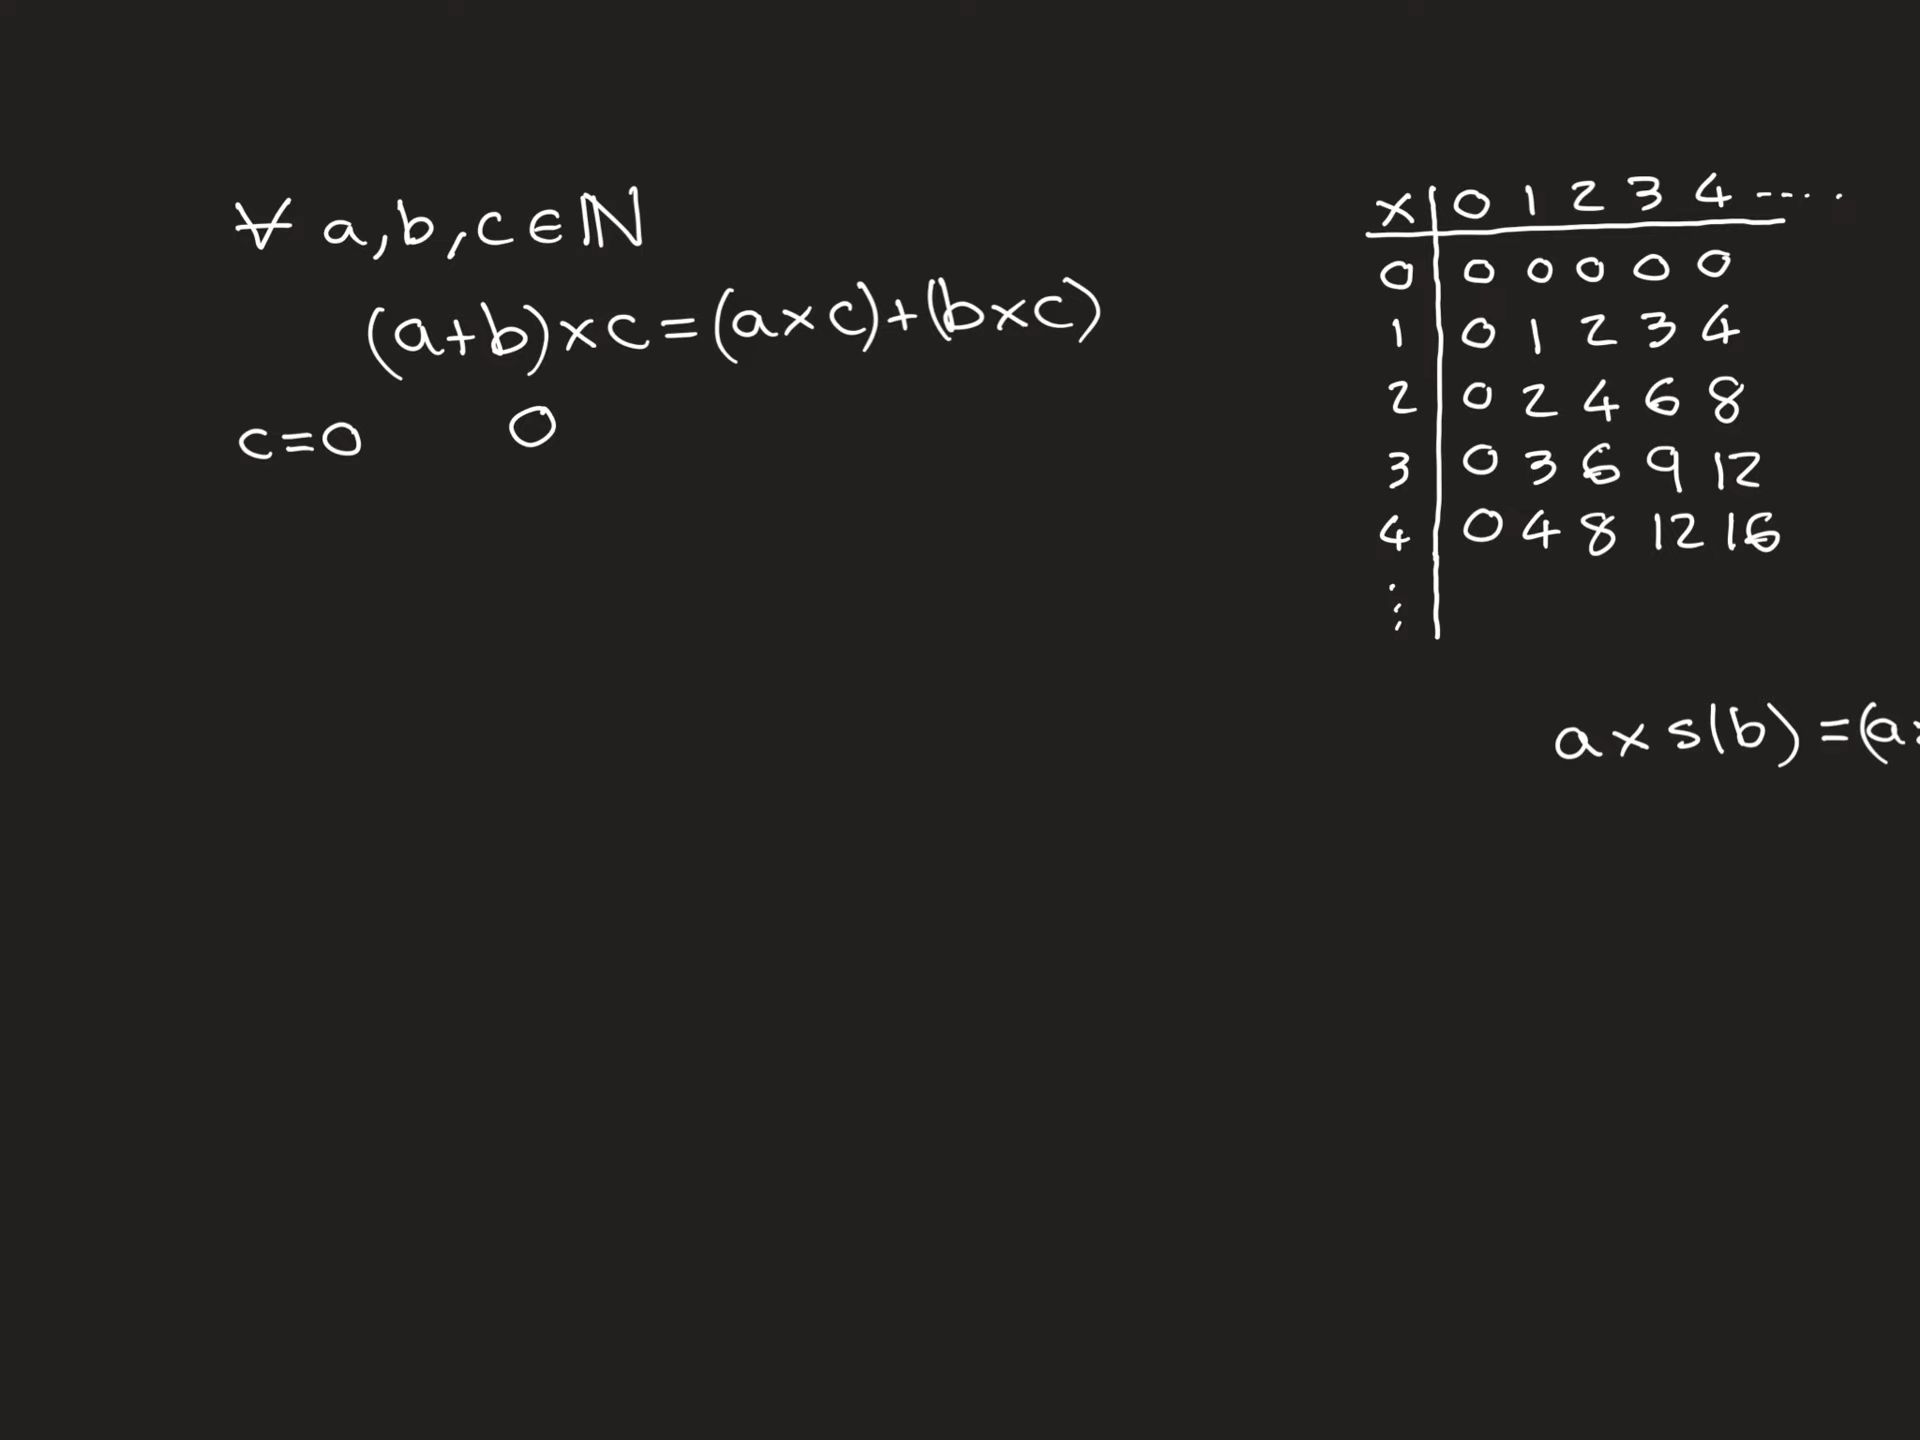 ∀ a,b,c∈ℕ
(a+b)×c=(a×c)+(b×c)
c=0 0
× 0 1 2 3 4 ----··
0 0 0 0 0 0
1 0 1 2 3 4
2 0 2 4 6 8
3 0 3 6 9 12
4 0 4 8 12 16
⋮
a×s(b)=(a×